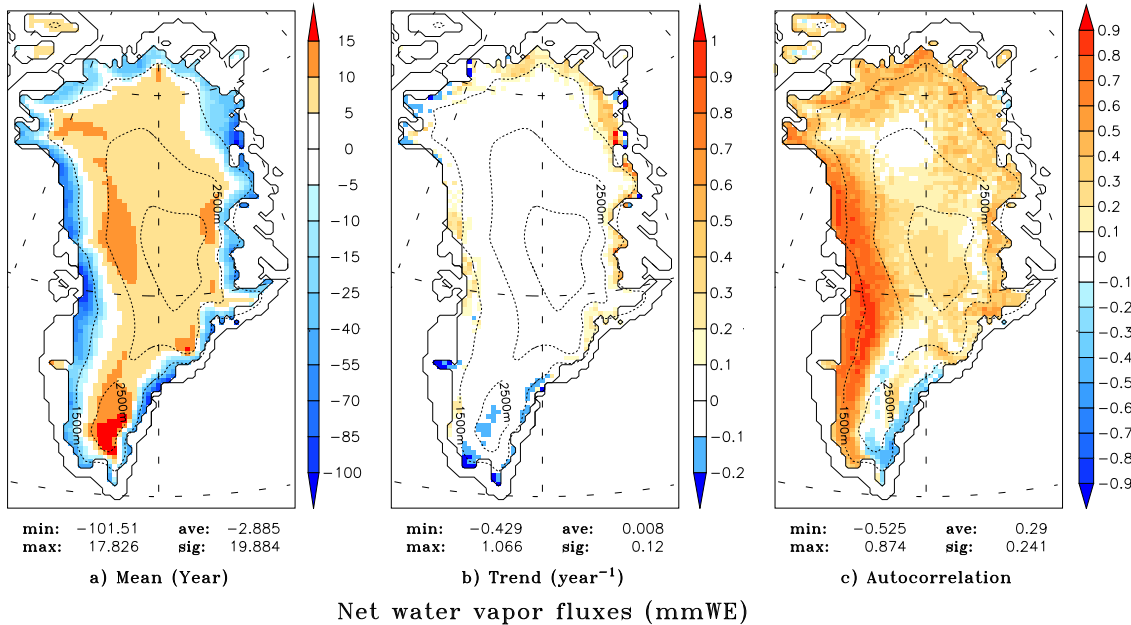 15
10
5
0
−5
−10
−15
−25
−40
−55
−70
−85
−100
2500m
2500m
1500m
min: −101.51 ave: −2.885
max: 17.826 sig: 19.884
a) Mean (Year)
1
0.9
0.8
0.7
0.6
0.5
0.4
0.3
0.2
0.1
0
−0.1
−0.2
2500m
2500m
1500m
min: −0.429 ave: 0.008
max: 1.066 sig: 0.12
b) Trend (year⁻¹)
0.9
0.8
0.7
0.6
0.5
0.4
0.3
0.2
0.1
0
−0.1
−0.2
−0.3
−0.4
−0.5
−0.6
−0.7
−0.8
−0.9
2500m
2500m
1500m
min: −0.525 ave: 0.29
max: 0.874 sig: 0.241
c) Autocorrelation
Net water vapor fluxes (mmWE)